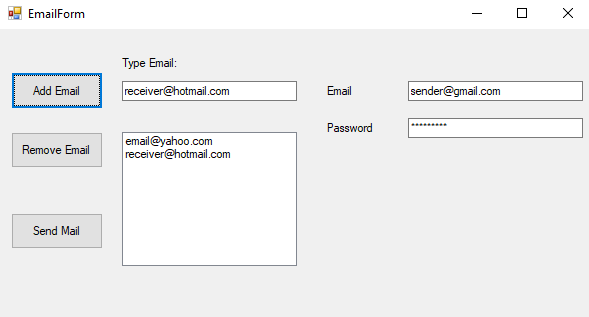 EmailForm
Type Email:
Add Email
receiver@hotmail.com
Email
sender@gmail.com
Password
*********
Remove Email
email@yahoo.com
receiver@hotmail.com
Send Mail